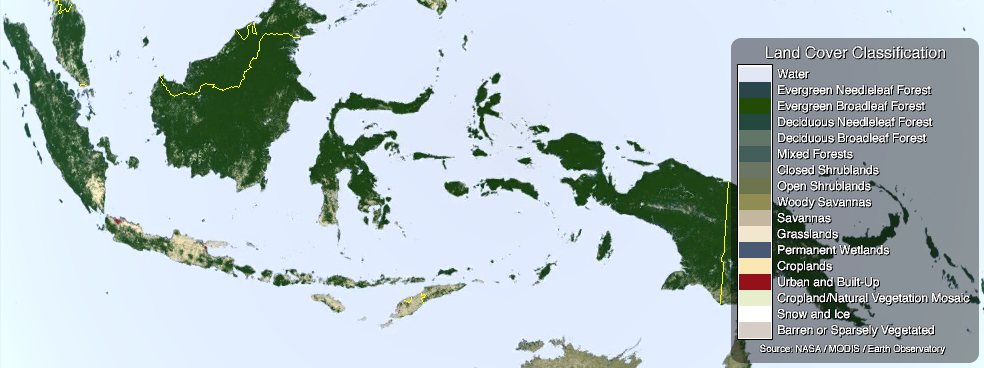 Land Cover Classification
Water
Evergreen Needleleaf Forest
Evergreen Broadleaf Forest
Deciduous Needleleaf Forest
Deciduous Broadleaf Forest
Mixed Forests
Closed Shrublands
Open Shrublands
Woody Savannas
Savannas
Grasslands
Permanent Wetlands
Croplands
Urban and Built-Up
Cropland/Natural Vegetation Mosaic
Snow and Ice
Barren or Sparsely Vegetated
Source: NASA / MODIS / Earth Observatory